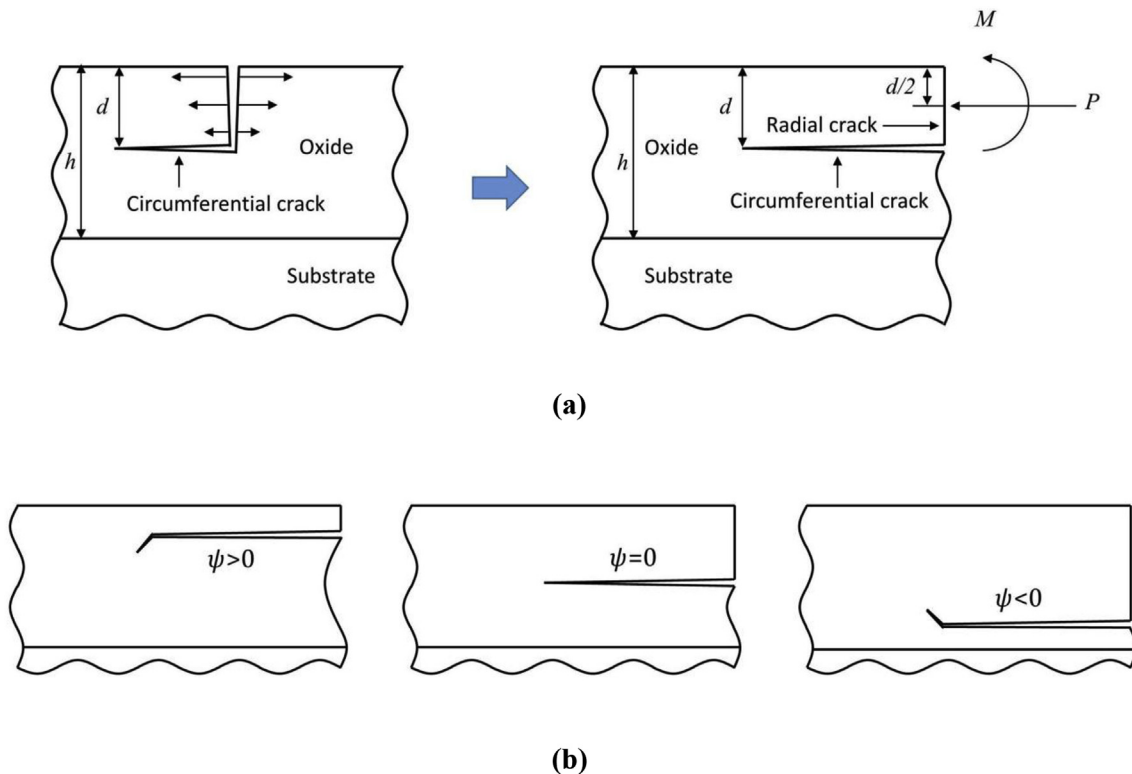 M
d
h
Oxide
Circumferential crack
Substrate
d/2
P
d
Radial crack
h
Oxide
Circumferential crack
Substrate
(a)
ψ>0
ψ=0
ψ<0
(b)